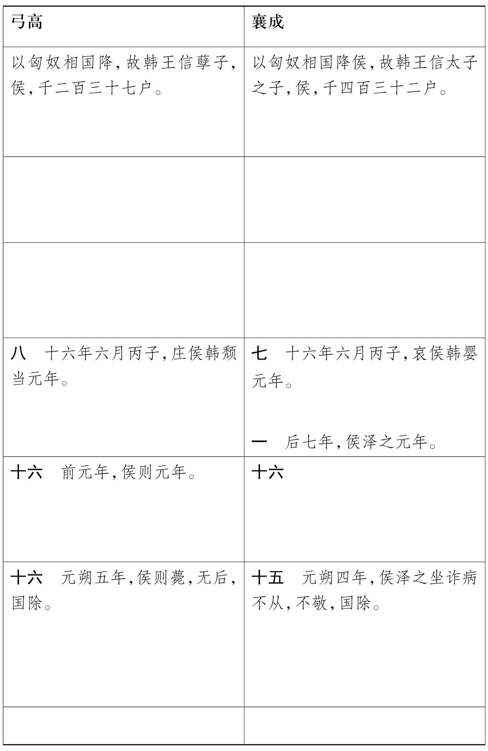 弓高
襄成
以匈奴相国降，故韩王信孽子，
侯，千二百三十七户。
以匈奴相国降侯，故韩王信太子
之子，侯，千四百三十二户。
八　十六年六月丙子，庄侯韩颓
当元年。
七　十六年六月丙子，哀侯韩婴
元年。
一　后七年，侯泽之元年。
十六　前元年，侯则元年。
十六
十六　元朔五年，侯则薨，无后，
国除。
十五　元朔四年，侯泽之坐诈病
不从，不敬，国除。